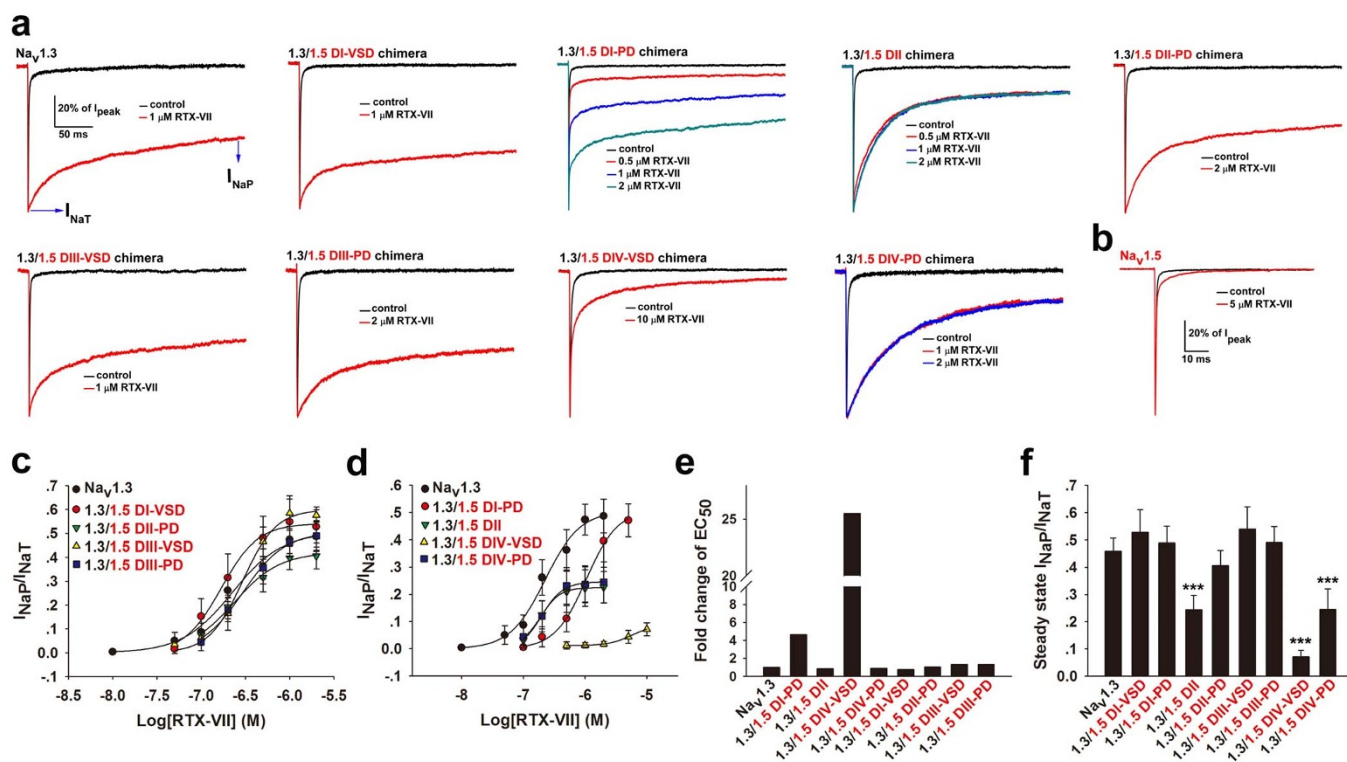 a
Nav1.3
20% of Ipeak
50 ms
control
1 μM RTX-VII
INaP
INaT
1.3/1.5 DI-VSD chimera
control
1 μM RTX-VII
1.3/1.5 DI-PD chimera
control
0.5 μM RTX-VII
1 μM RTX-VII
2 μM RTX-VII
1.3/1.5 DII chimera
control
0.5 μM RTX-VII
1 μM RTX-VII
2 μM RTX-VII
1.3/1.5 DII-PD chimera
control
2 μM RTX-VII
1.3/1.5 DIII-VSD chimera
control
1 μM RTX-VII
1.3/1.5 DIII-PD chimera
control
2 μM RTX-VII
1.3/1.5 DIV-VSD chimera
control
10 μM RTX-VII
1.3/1.5 DIV-PD chimera
control
1 μM RTX-VII
2 μM RTX-VII
b
Nav1.5
control
5 μM RTX-VII
20% of Ipeak
10 ms
c
INaP/INaT
.7
.6
.5
.4
.3
.2
.1
0.0
-.1
Nav1.3
1.3/1.5 DI-VSD
1.3/1.5 DII-PD
1.3/1.5 DIII-VSD
1.3/1.5 DIII-PD
-8.5 -8.0 -7.5 -7.0 -6.5 -6.0 -5.5
Log[RTX-VII] (M)
d
INaP/INaT
.7
.6
.5
.4
.3
.2
.1
0.0
-.1
Nav1.3
1.3/1.5 DI-PD
1.3/1.5 DII
1.3/1.5 DIV-VSD
1.3/1.5 DIV-PD
-8 -7 -6 -5
Log[RTX-VII] (M)
e
Fold change of EC50
25
20
10
8
6
4
2
0
Nav1.3
1.3/1.5 DI-PD
1.3/1.5 DII
1.3/1.5 DIV-VSD
1.3/1.5 DIV-PD
1.3/1.5 DI-VSD
1.3/1.5 DII-PD
1.3/1.5 DIII-VSD
1.3/1.5 DIII-PD
f
Steady state INaP/INaT
.7
.6
.5
.4
.3
.2
.1
0
***
***
***
Nav1.3
1.3/1.5 DI-VSD
1.3/1.5 DI-PD
1.3/1.5 DII
1.3/1.5 DII-PD
1.3/1.5 DIII-VSD
1.3/1.5 DIII-PD
1.3/1.5 DIV-VSD
1.3/1.5 DIV-PD